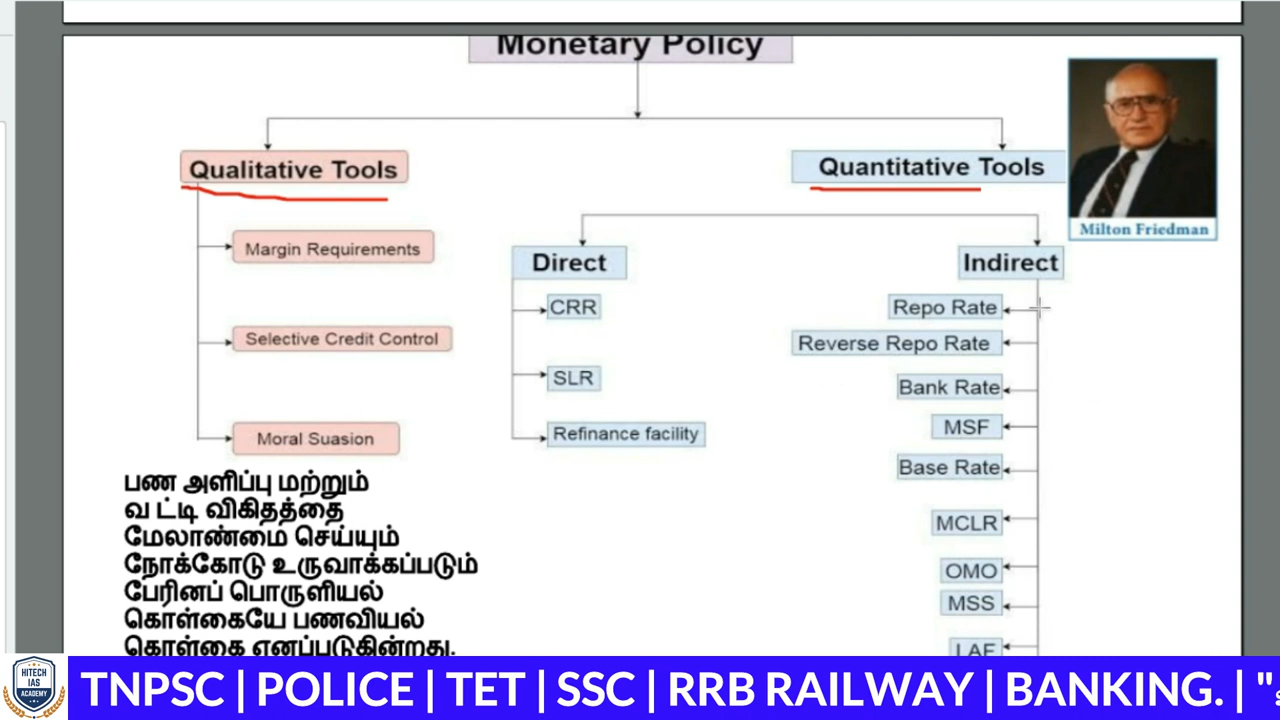 Monetary Policy
Qualitative Tools
Quantitative Tools
Milton Friedman
Margin Requirements
Selective Credit Control
Moral Suasion
Direct
CRR
SLR
Refinance facility
Indirect
Repo Rate
Reverse Repo Rate
Bank Rate
MSF
Base Rate
MCLR
OMO
MSS
LAF
பண அளிப்பு மற்றும்
வ ட்டி விகிதத்தை
மேலாண்மை செய்யும்
நோக்கோடு உருவாக்கப்படும்
பேரினப் பொருளியல்
கொள்கையே பணவியல்
கொள்கை எனப்படுகின்றது.
HITECH
IAS
ACADEMY
TNPSC | POLICE | TET | SSC | RRB RAILWAY | BANKING. | "